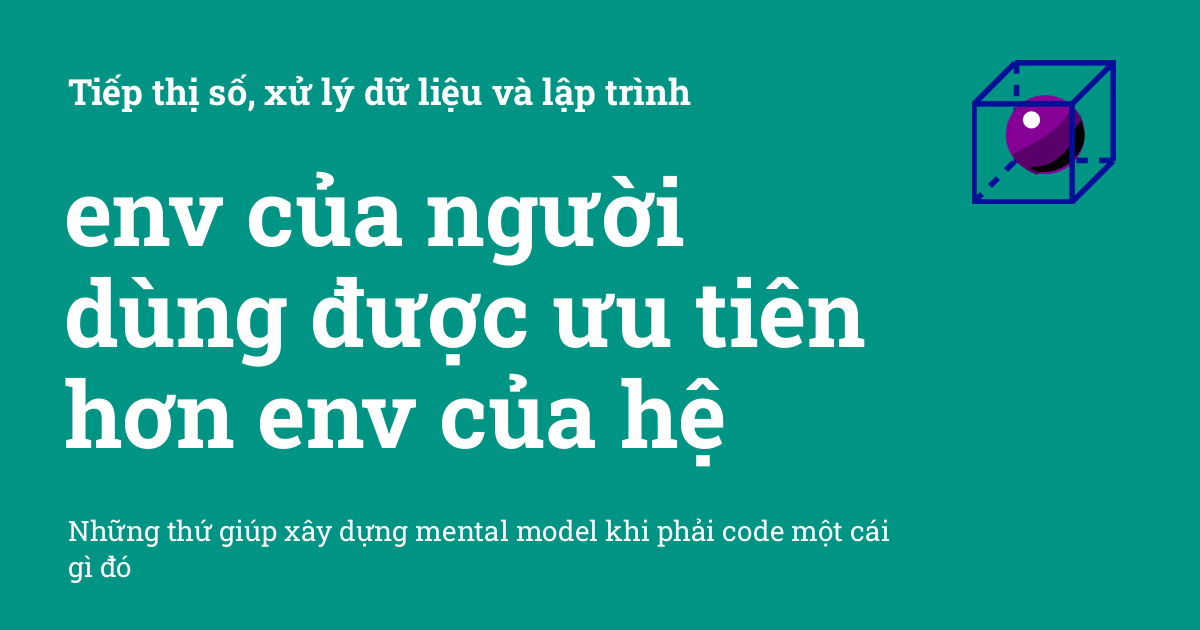 Tiếp thị số, xử lý dữ liệu và lập trình
env của người
dùng được ưu tiên
hơn env của hệ
Những thứ giúp xây dựng mental model khi phải code một cái
gì đó